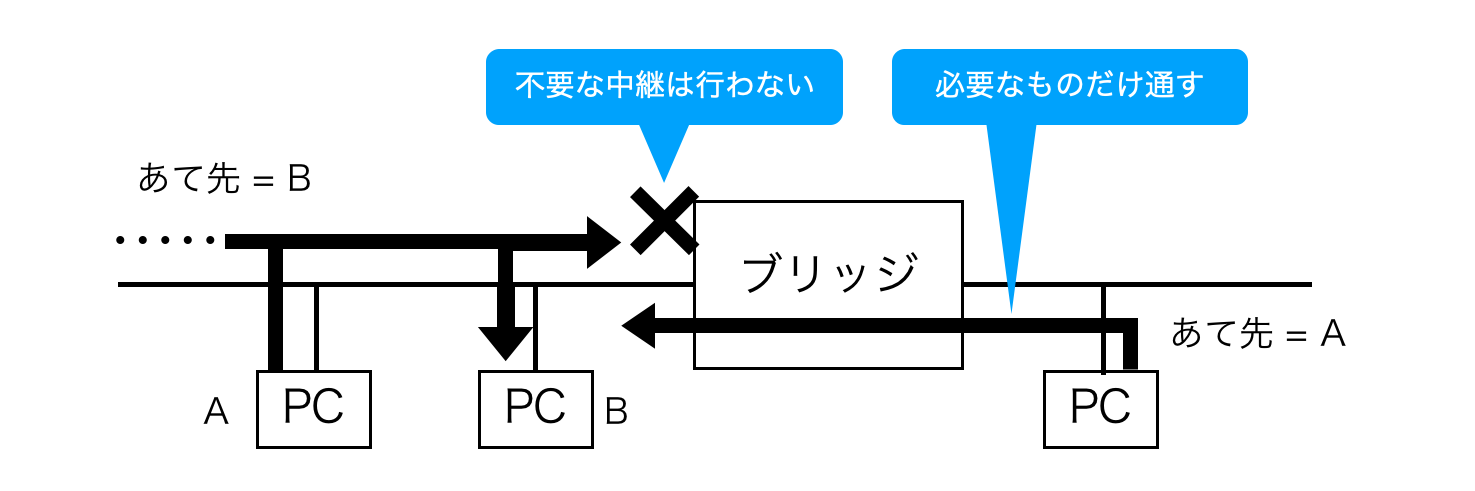 不要な中継は行わない
必要なものだけ通す
あて先 = B
ブリッジ
あて先 = A
A
PC
PC
B
PC